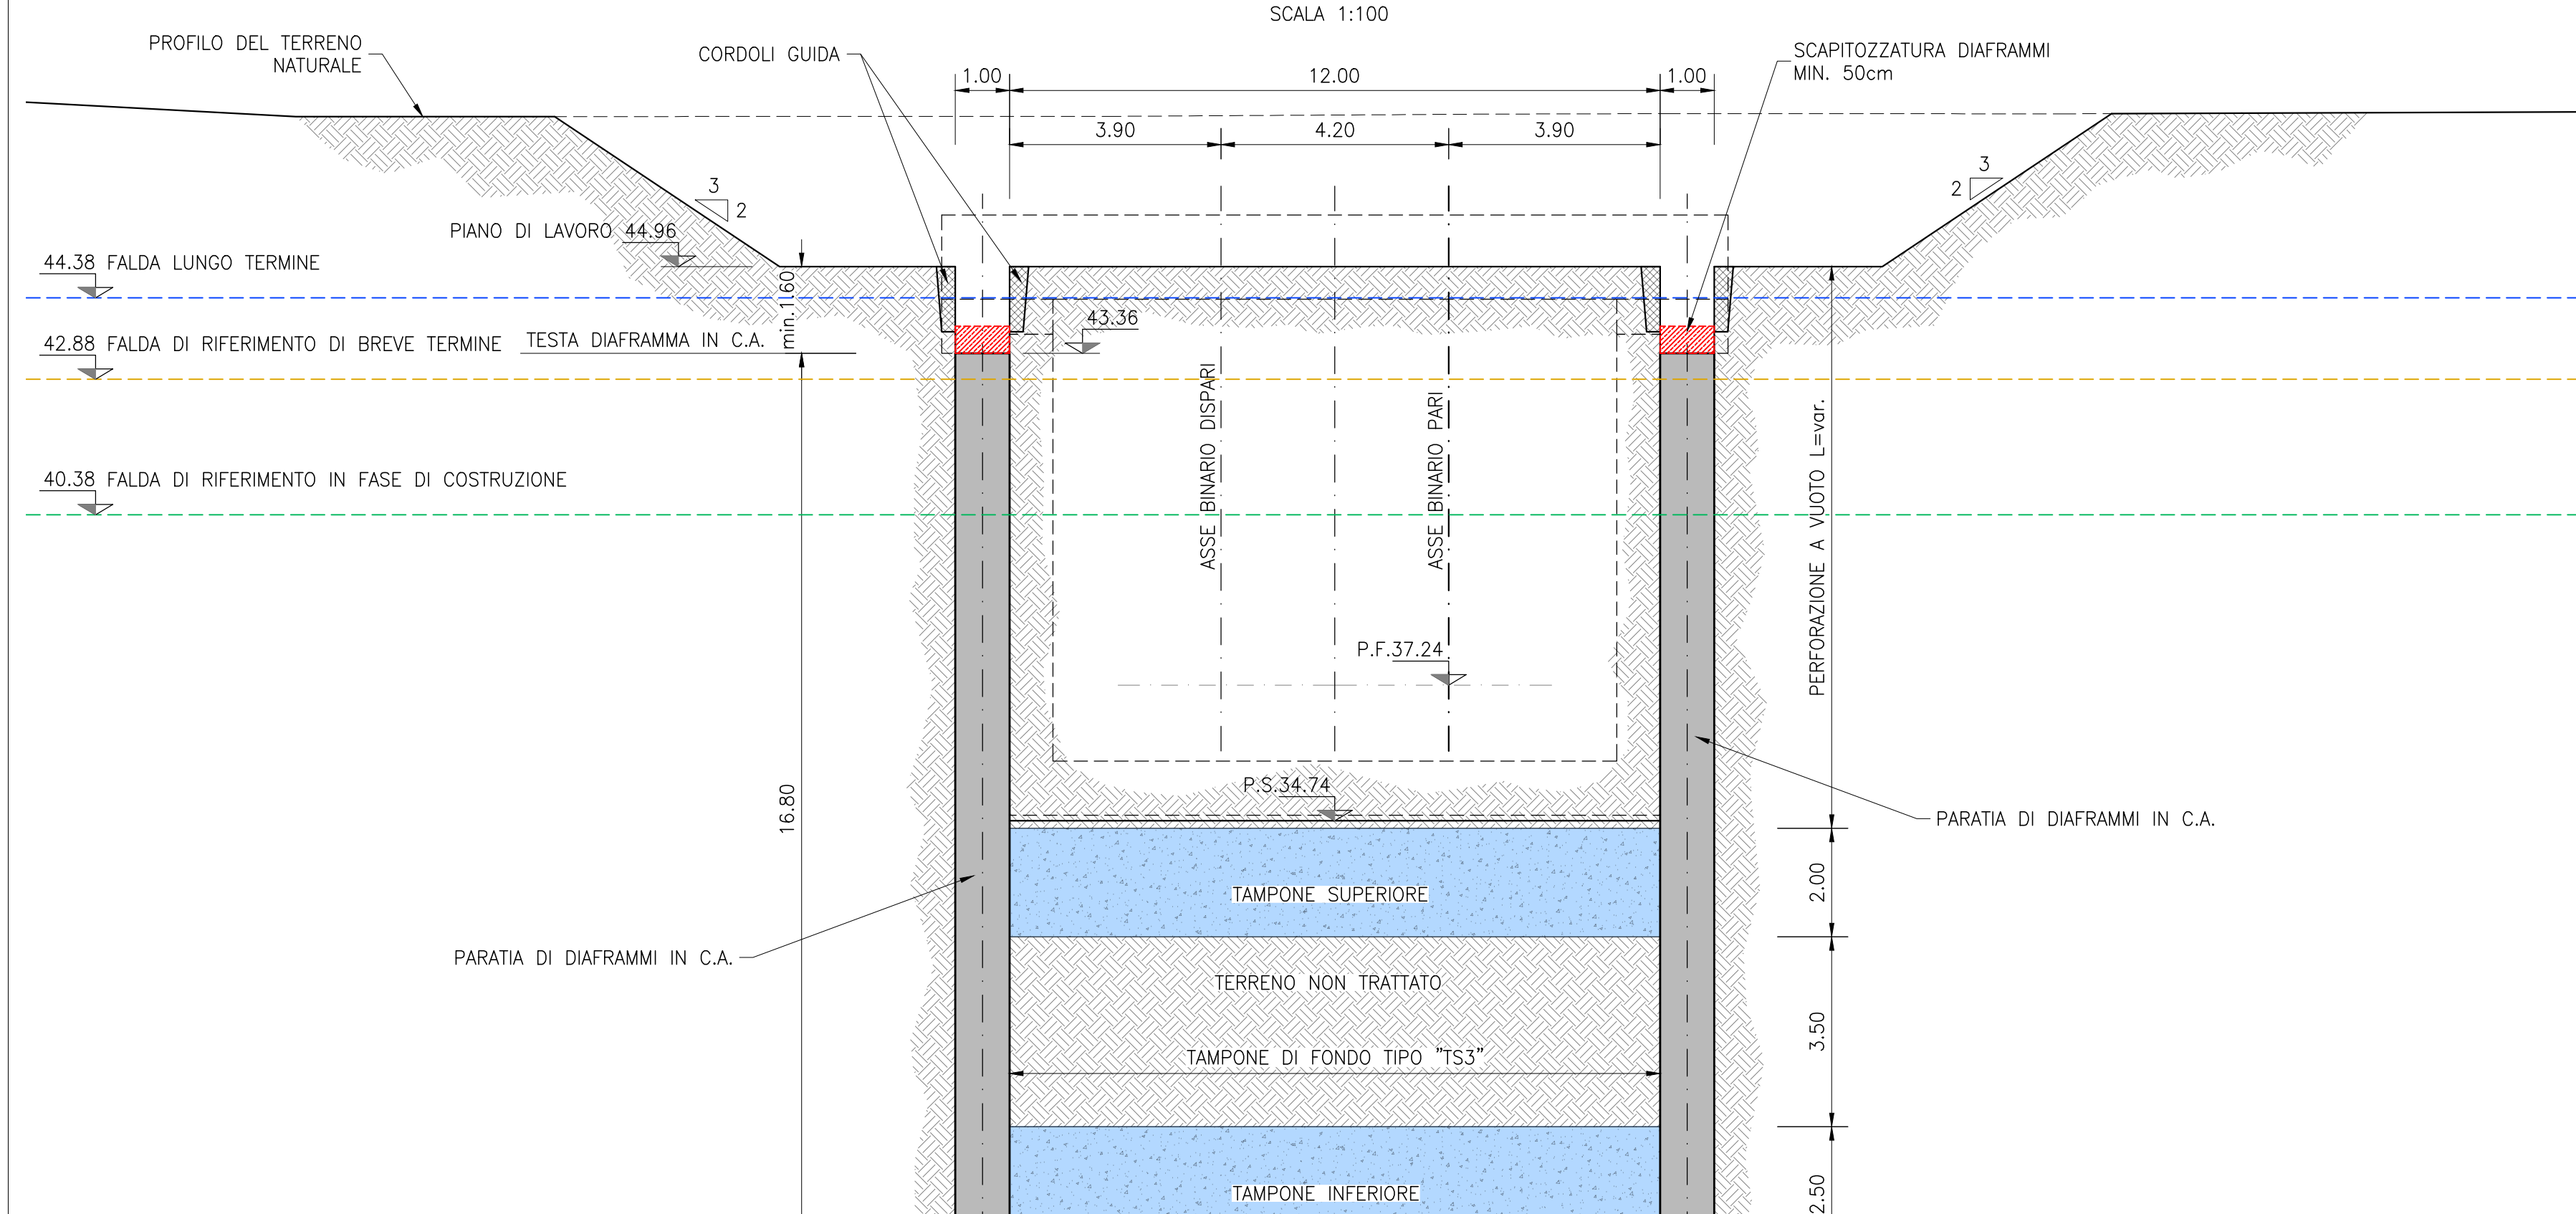 SCALA 1:100
PROFILO DEL TERRENO
NATURALE
CORDOLI GUIDA
SCAPITOZZATURA DIAFRAMMI
MIN. 50cm
1.00
12.00
1.00
3.90
4.20
3.90
3
2
3
2
PIANO DI LAVORO 44.96
44.38 FALDA LUNGO TERMINE
min.1.60
43.36
42.88 FALDA DI RIFERIMENTO DI BREVE TERMINE
TESTA DIAFRAMMA IN C.A.
40.38 FALDA DI RIFERIMENTO IN FASE DI COSTRUZIONE
ASSE BINARIO DISPARI
ASSE BINARIO PARI
PERFORAZIONE A VUOTO L=var.
P.F.37.24
P.S.34.74
16.80
PARATIA DI DIAFRAMMI IN C.A.
TAMPONE SUPERIORE
2.00
PARATIA DI DIAFRAMMI IN C.A.
TERRENO NON TRATTATO
3.50
TAMPONE DI FONDO TIPO "TS3"
TAMPONE INFERIORE
2.50